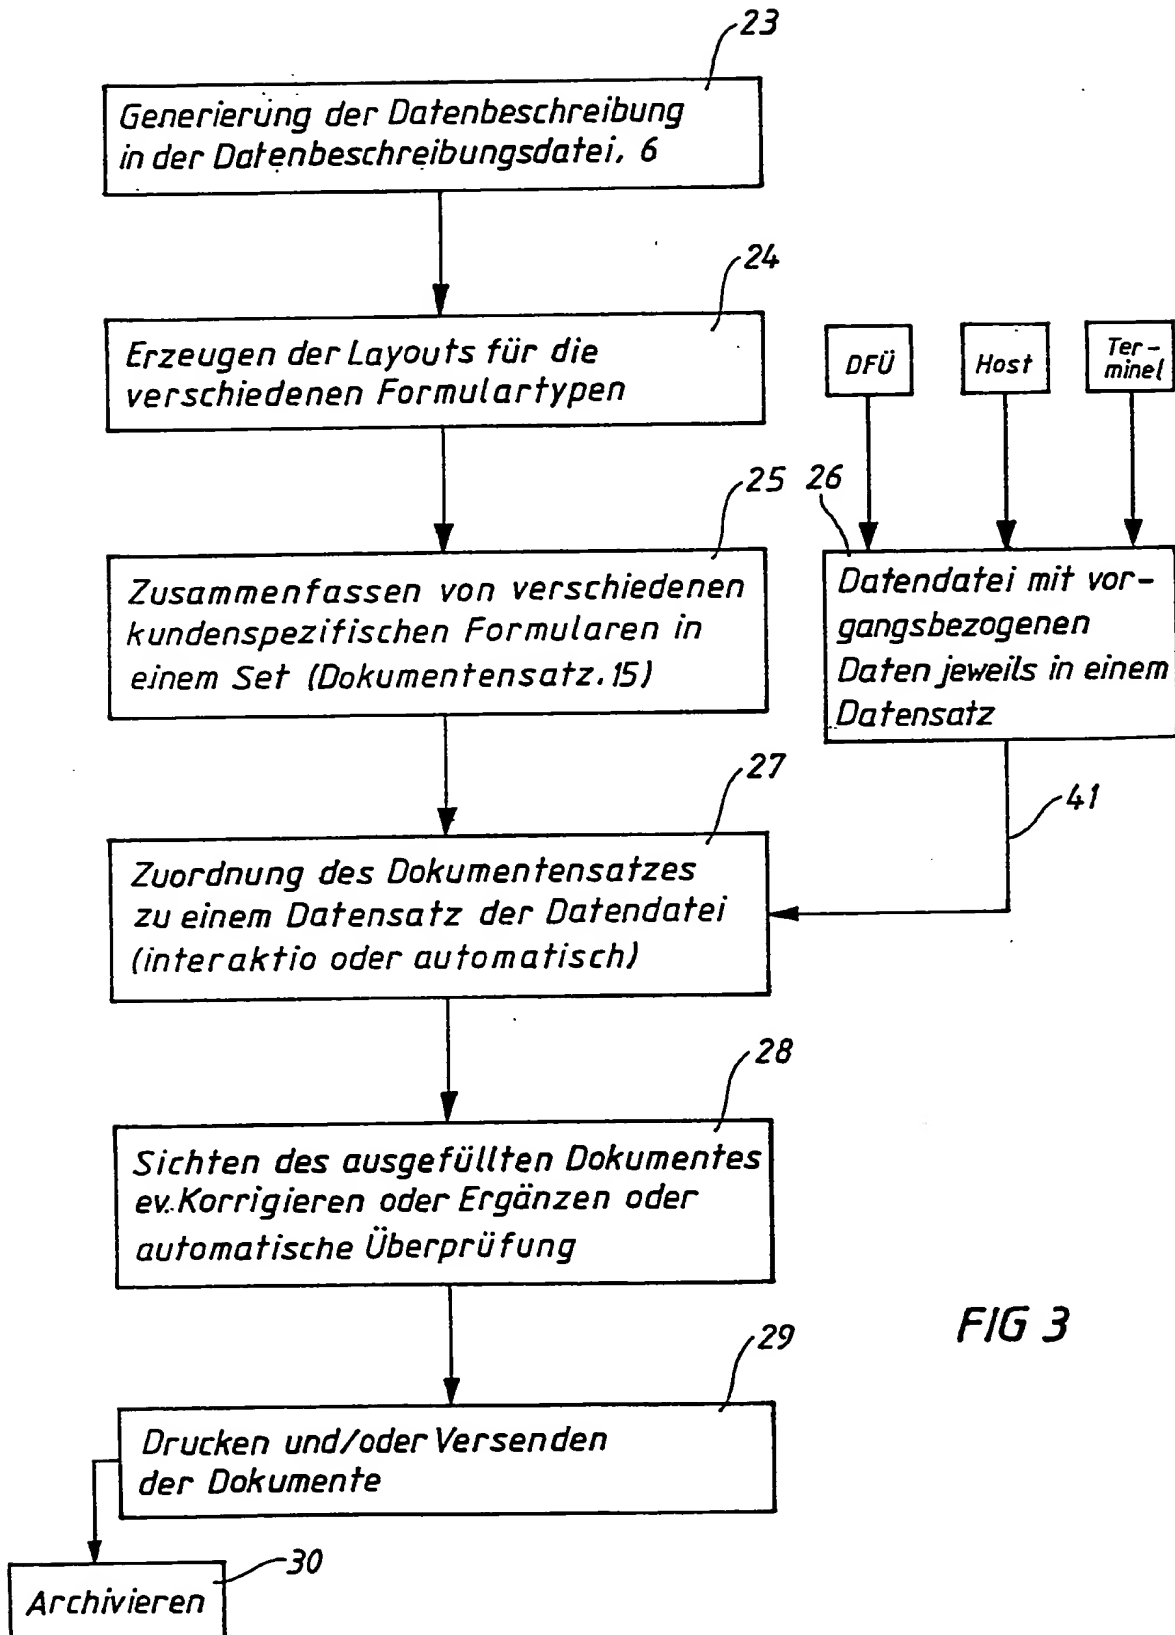 23
Generierung der Datenbeschreibung
in der Datenbeschreibungsdatei, 6
24
Erzeugen der Layouts für die
verschiedenen Formulartypen
DFÜ
Host
Ter-
minel
25
26
Zusammenfassen von verschiedenen
kundenspezifischen Formularen in
einem Set (Dokumentensatz. 15)
Datendatei mit vor-
gangsbezogenen
Daten jeweils in einem
Datensatz
27
41
Zuordnung des Dokumentensatzes
zu einem Datensatz der Datendatei
(interaktio oder automatisch)
28
Sichten des ausgefüllten Dokumentes
ev. Korrigieren oder Ergänzen oder
automatische Überprüfung
FIG 3
29
Drucken und/oder Versenden
der Dokumente
30
Archivieren